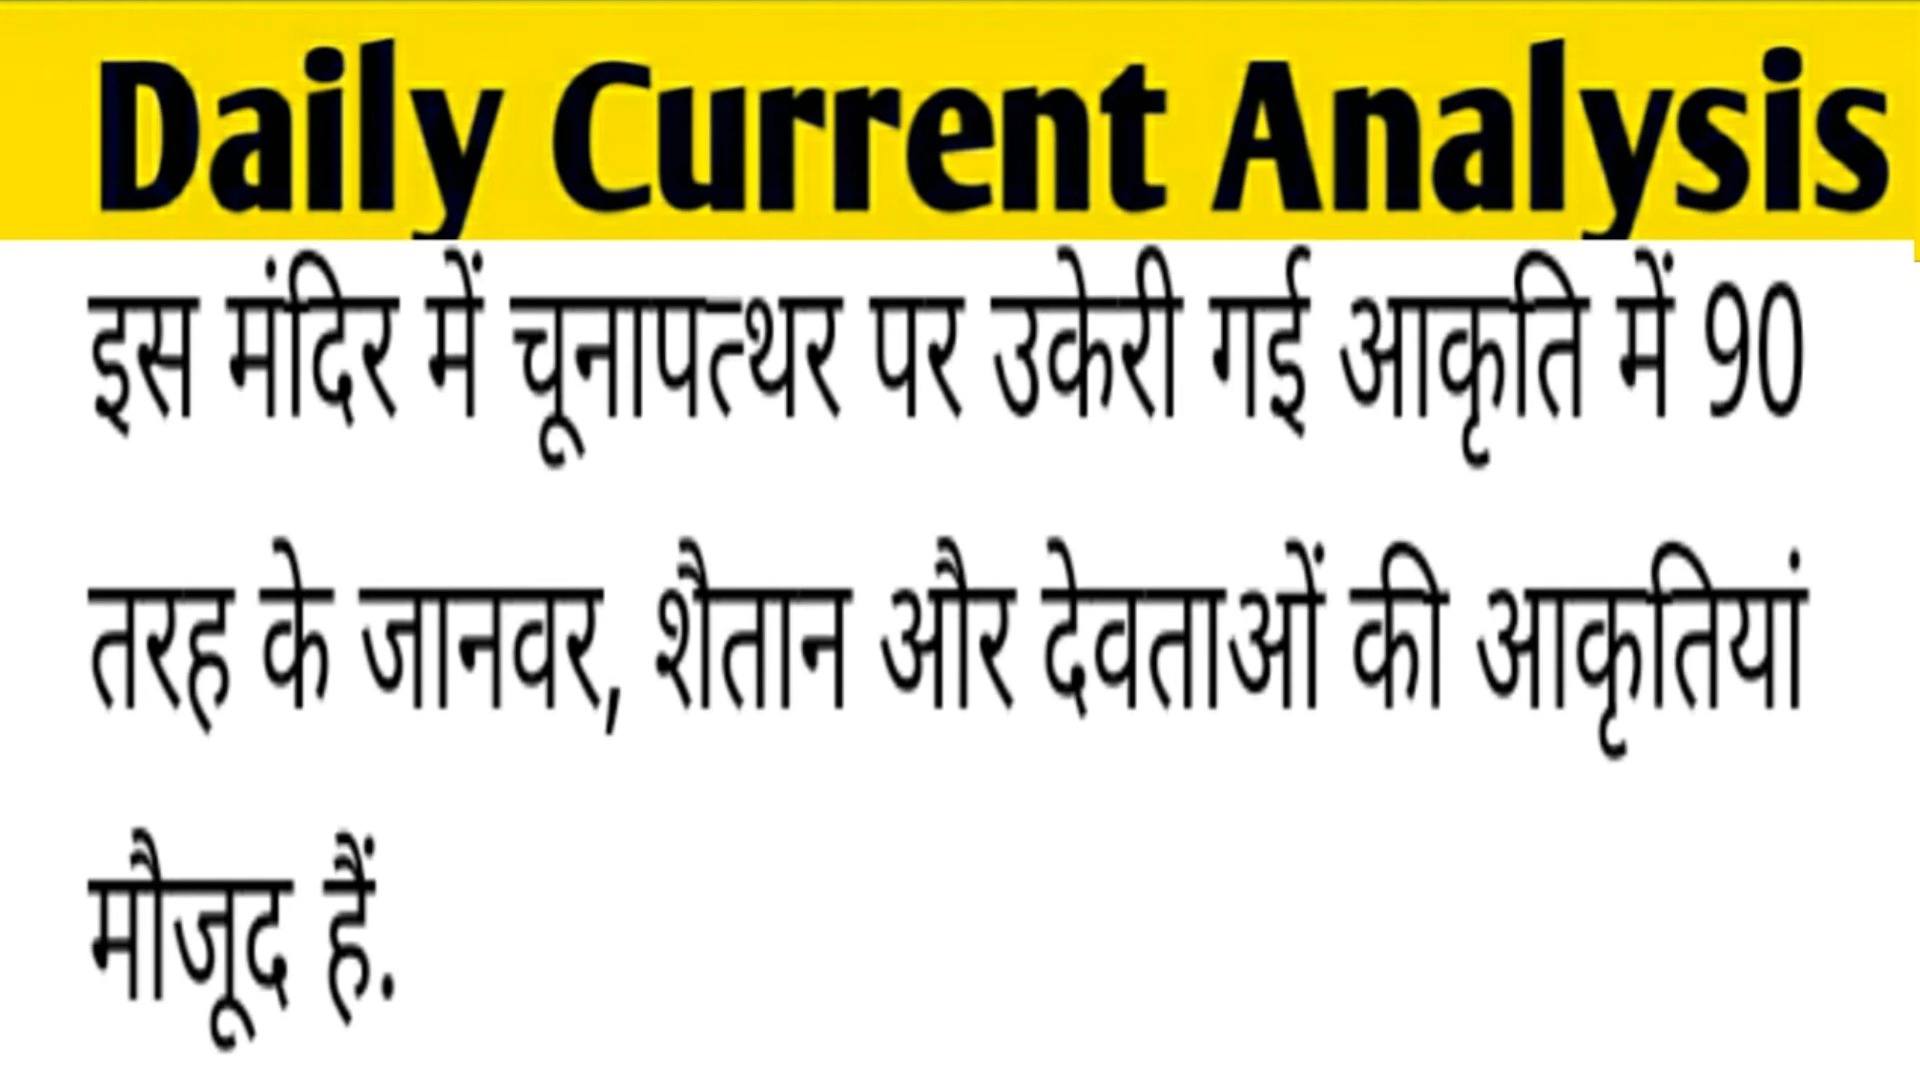 Daily Current Analysis
इस मंदिर में चूनापत्थर पर उकेरी गई आकृति में 90
तरह के जानवर, शैतान और देवताओं की आकृतियां
मौजूद हैं.